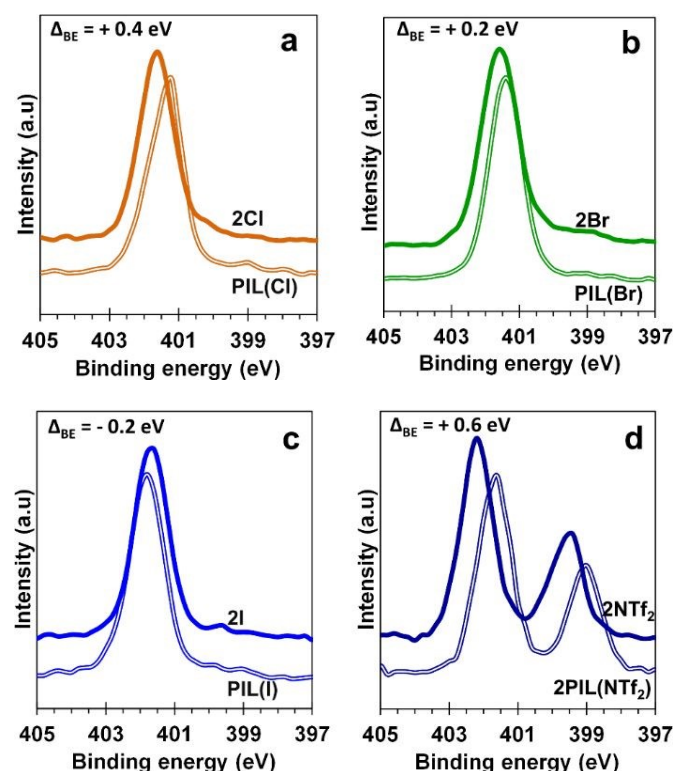 Δ_BE = + 0.4 eV
a
Intensity (a.u)
2Cl
PIL(Cl)
405 403 401 399 397
Binding energy (eV)
Δ_BE = + 0.2 eV
b
Intensity (a.u)
2Br
PIL(Br)
405 403 401 399 397
Binding energy (eV)
Δ_BE = - 0.2 eV
c
Intensity (a.u)
2I
PIL(I)
405 403 401 399 397
Binding energy (eV)
Δ_BE = + 0.6 eV
d
Intensity (a.u)
2NTf₂
2PIL(NTf₂)
405 403 401 399 397
Binding energy (eV)